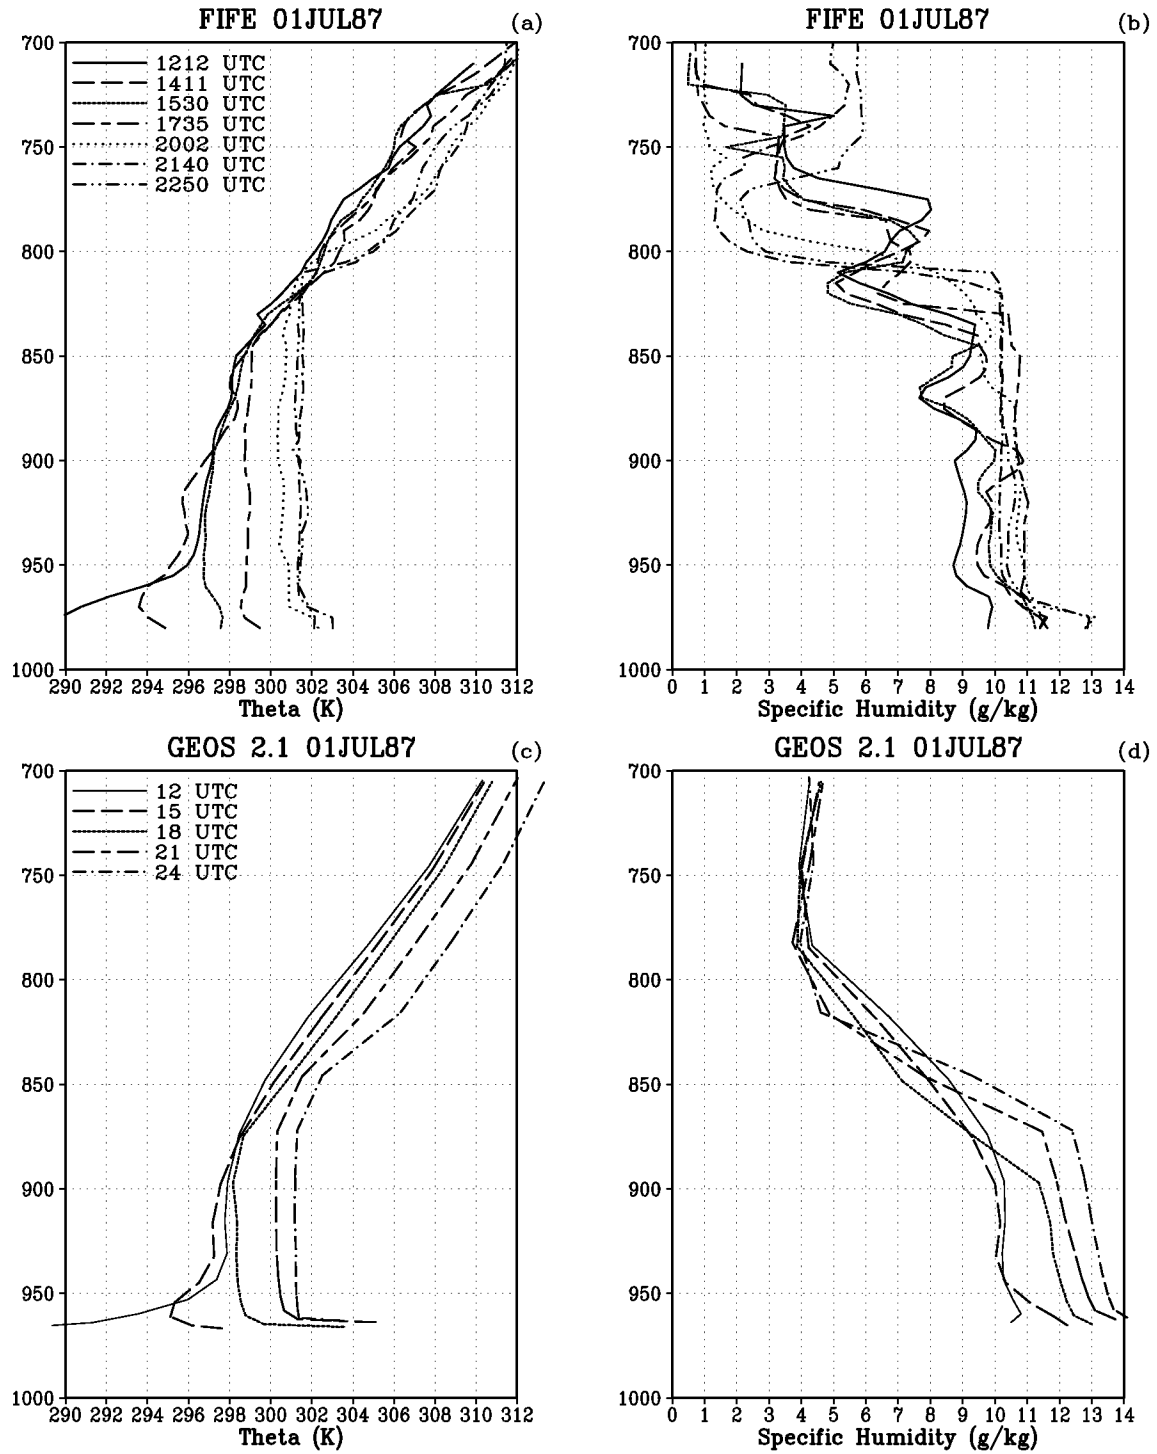 FIFE 01JUL87 (a)
700
750
800
850
900
950
1000
1212 UTC
1411 UTC
1530 UTC
1735 UTC
2002 UTC
2140 UTC
2250 UTC
290 292 294 296 298 300 302 304 306 308 310 312
Theta (K)
FIFE 01JUL87 (b)
700
750
800
850
900
950
1000
0 1 2 3 4 5 6 7 8 9 10 11 12 13 14
Specific Humidity (g/kg)
GEOS 2.1 01JUL87 (c)
700
750
800
850
900
950
1000
12 UTC
15 UTC
18 UTC
21 UTC
24 UTC
290 292 294 296 298 300 302 304 306 308 310 312
Theta (K)
GEOS 2.1 01JUL87 (d)
700
750
800
850
900
950
1000
0 1 2 3 4 5 6 7 8 9 10 11 12 13 14
Specific Humidity (g/kg)